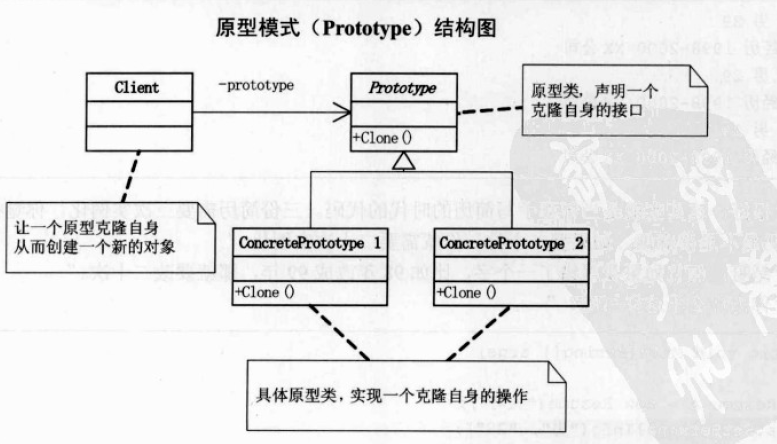 原型模式（Prototype）结构图
Client
-prototype
Prototype
+Clone()
原型类，声明一个
克隆自身的接口
让一个原型克隆自身
从而创建一个新的对象
ConcretePrototype 1
+Clone()
ConcretePrototype 2
+Clone()
具体原型类，实现一个克隆自身的操作